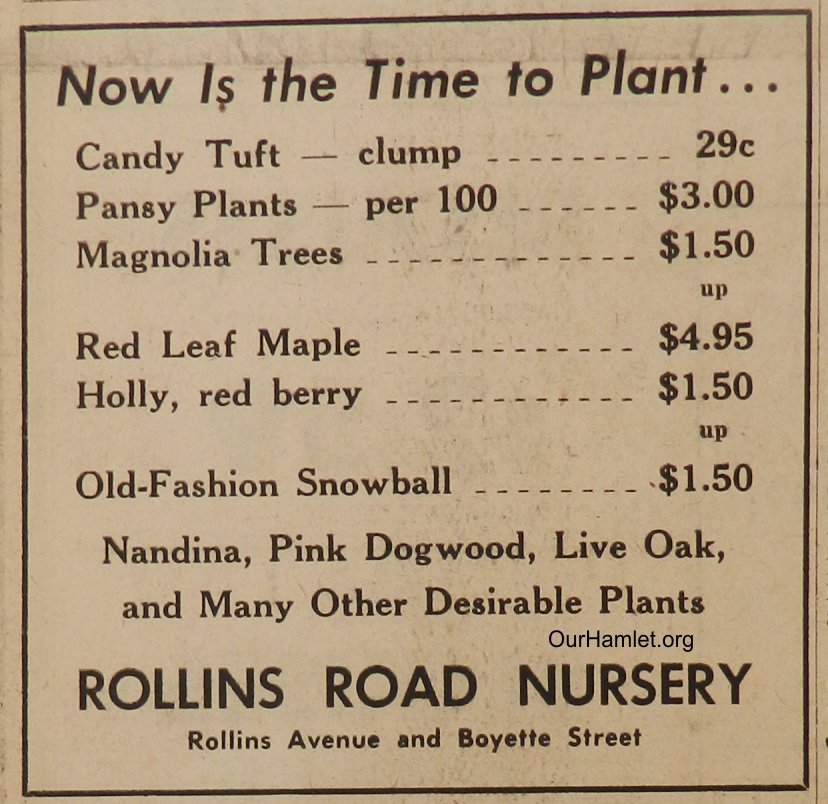 Now Is the Time to Plant...
Candy Tuft — clump --------- 29c
Pansy Plants — per 100 ------ $3.00
Magnolia Trees ------------- $1.50
up
Red Leaf Maple ------------ $4.95
Holly, red berry ------------ $1.50
up
Old-Fashion Snowball -------- $1.50
Nandina, Pink Dogwood, Live Oak,
and Many Other Desirable Plants
OurHamlet.org
ROLLINS ROAD NURSERY
Rollins Avenue and Boyette Street